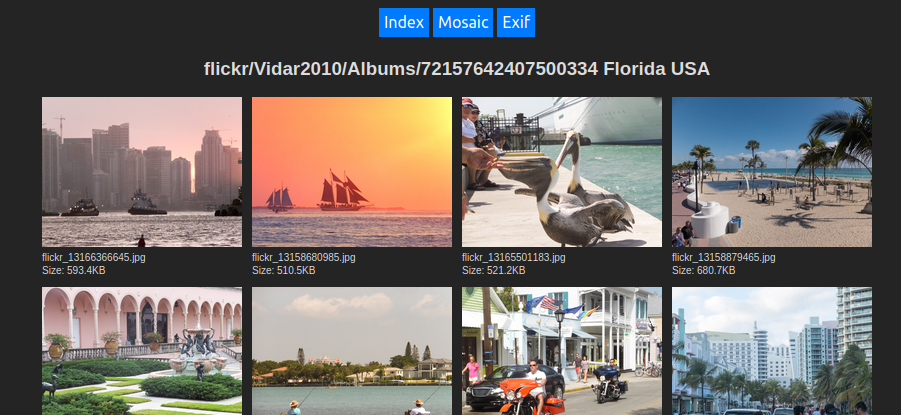 Index Mosaic Exif
flickr/Vidar2010/Albums/72157642407500334 Florida USA
flickr_13166366645.jpg
Size: 593.4KB
flickr_13158680985.jpg
Size: 510.5KB
flickr_13165501183.jpg
Size: 521.2KB
flickr_13158879465.jpg
Size: 680.7KB